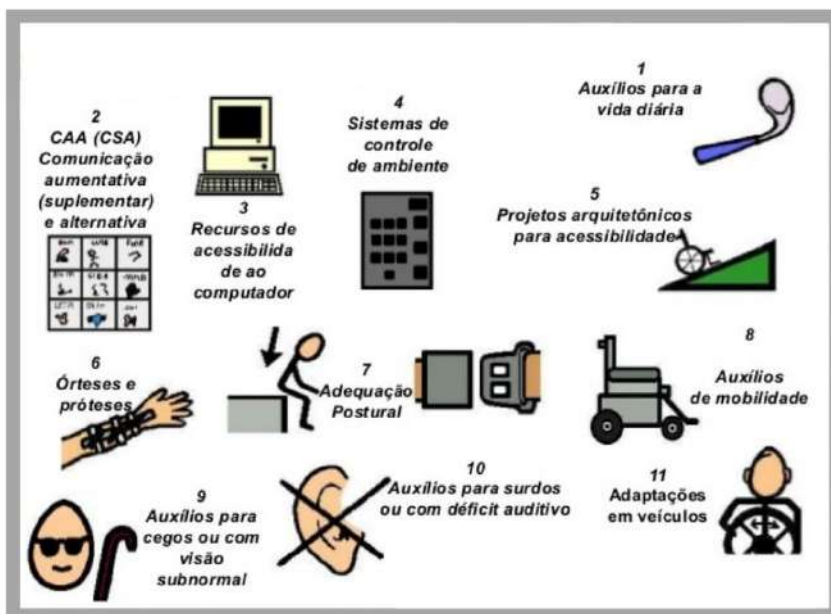 1
Auxílios para a
vida diária
2
CAA (CSA)
Comunicação
aumentativa
(suplementar)
e alternativa
3
Recursos de
acessibilida
de ao
computador
4
Sistemas de
controle
de ambiente
5
Projetos arquitetônicos
para acessibilidade
6
Órteses e
próteses
7
Adequação
Postural
8
Auxílios
de mobilidade
9
Auxílios para
cegos ou com
visão
subnormal
10
Auxílios para surdos
ou com déficit auditivo
11
Adaptações
em veículos